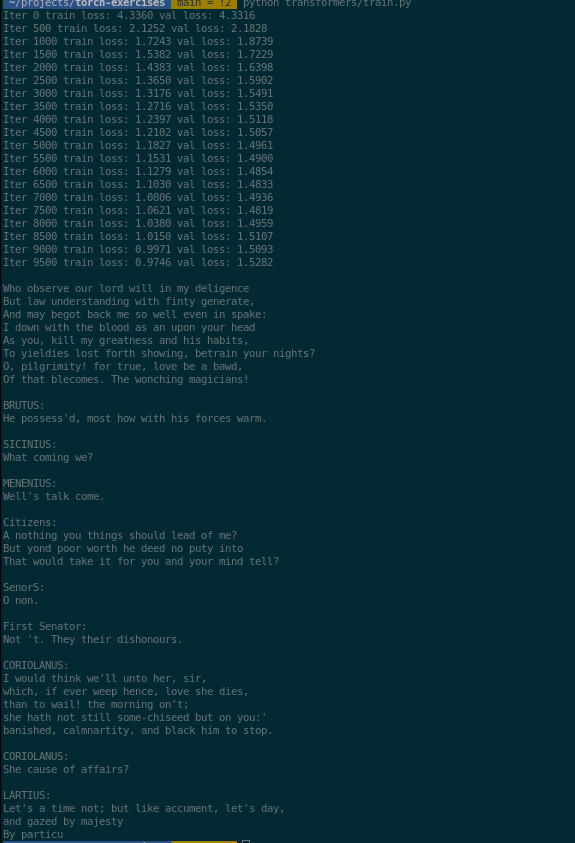 ~/projects/torch-exercises main = !2 python transformers/train.py
Iter 0 train loss: 4.3360 val loss: 4.3316
Iter 500 train loss: 2.1252 val loss: 2.1828
Iter 1000 train loss: 1.7243 val loss: 1.8739
Iter 1500 train loss: 1.5382 val loss: 1.7229
Iter 2000 train loss: 1.4383 val loss: 1.6398
Iter 2500 train loss: 1.3650 val loss: 1.5902
Iter 3000 train loss: 1.3176 val loss: 1.5491
Iter 3500 train loss: 1.2716 val loss: 1.5350
Iter 4000 train loss: 1.2397 val loss: 1.5118
Iter 4500 train loss: 1.2102 val loss: 1.5057
Iter 5000 train loss: 1.1827 val loss: 1.4961
Iter 5500 train loss: 1.1531 val loss: 1.4900
Iter 6000 train loss: 1.1279 val loss: 1.4854
Iter 6500 train loss: 1.1030 val loss: 1.4833
Iter 7000 train loss: 1.0806 val loss: 1.4936
Iter 7500 train loss: 1.0621 val loss: 1.4819
Iter 8000 train loss: 1.0380 val loss: 1.4959
Iter 8500 train loss: 1.0150 val loss: 1.5107
Iter 9000 train loss: 0.9971 val loss: 1.5093
Iter 9500 train loss: 0.9746 val loss: 1.5282
Who observe our lord will in my deligence
But law understanding with finty generate,
And may begot back me so well even in spake:
I down with the blood as an upon your head
As you, kill my greatness and his habits,
To yieldies lost forth showing, betrain your nights?
O, pilgrimity! for true, love be a bawd,
Of that blecomes. The wonching magicians!
BRUTUS:
He possess'd, most how with his forces warm.
SICINIUS:
What coming we?
MENENIUS:
Well's talk come.
Citizens:
A nothing you things should lead of me?
But yond poor worth he deed no puty into
That would take it for you and your mind tell?
SenorS:
O non.
First Senator:
Not 't. They their dishonours.
CORIOLANUS:
I would think we'll unto her, sir,
which, if ever weep hence, love she dies,
than to wail! the morning on't;
she hath not still some-chiseed but on you:'
banished, calmnartity, and black him to stop.
CORIOLANUS:
She cause of affairs?
LARTIUS:
Let's a time not; but like accument, let's day,
and gazed by majesty
By particu